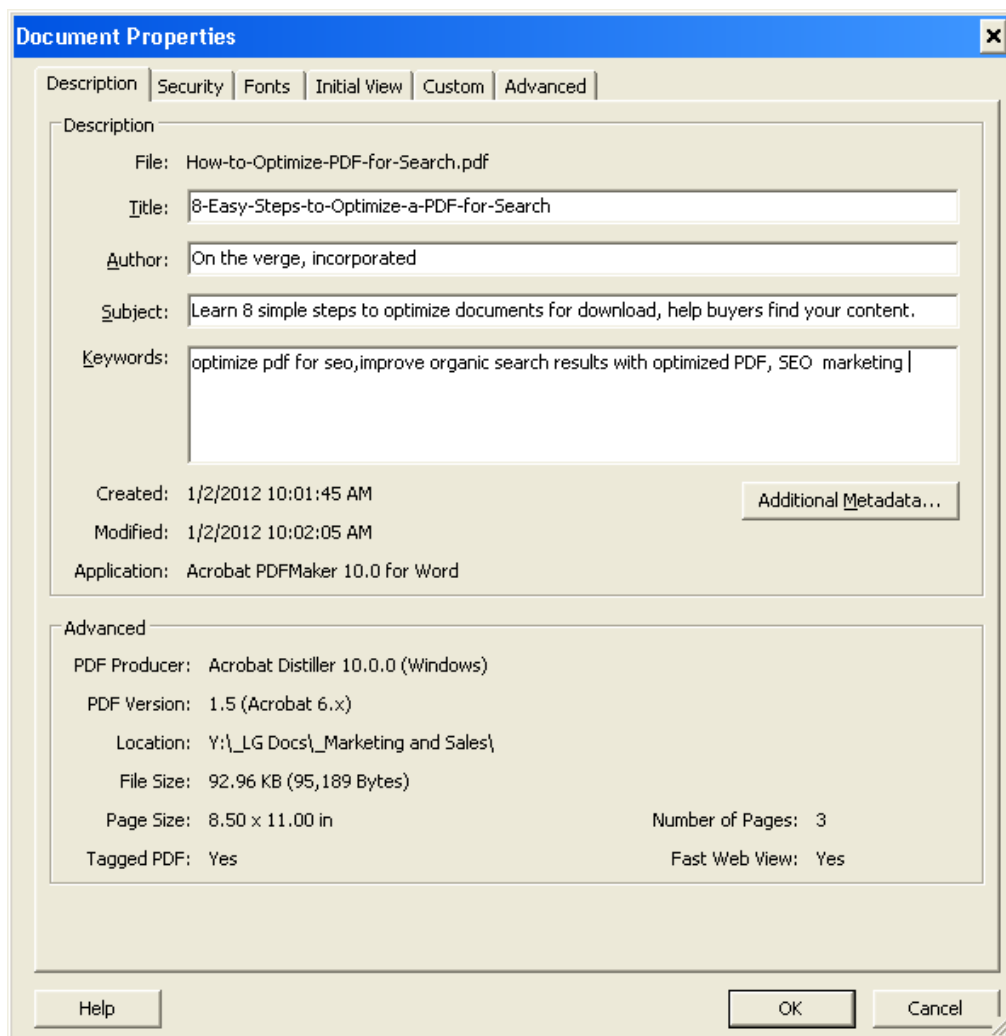 Document Properties
Description Security Fonts Initial View Custom Advanced
Description
File: How-to-Optimize-PDF-for-Search.pdf
Title: 8-Easy-Steps-to-Optimize-a-PDF-for-Search
Author: On the verge, incorporated
Subject: Learn 8 simple steps to optimize documents for download, help buyers find your content.
Keywords: optimize pdf for seo,improve organic search results with optimized PDF, SEO  marketing
Created: 1/2/2012 10:01:45 AM
Additional Metadata...
Modified: 1/2/2012 10:02:05 AM
Application: Acrobat PDFMaker 10.0 for Word
Advanced
PDF Producer: Acrobat Distiller 10.0.0 (Windows)
PDF Version: 1.5 (Acrobat 6.x)
Location: Y:\_LG Docs\_Marketing and Sales\
File Size: 92.96 KB (95,189 Bytes)
Page Size: 8.50 x 11.00 in Number of Pages: 3
Tagged PDF: Yes Fast Web View: Yes
Help OK Cancel